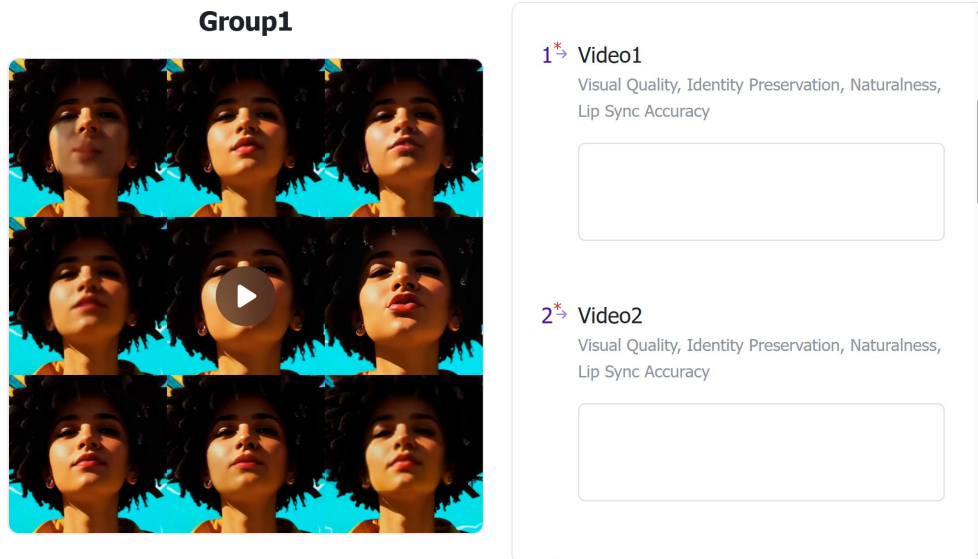 Group1
1*→ Video1
Visual Quality, Identity Preservation, Naturalness,
Lip Sync Accuracy
2*→ Video2
Visual Quality, Identity Preservation, Naturalness,
Lip Sync Accuracy